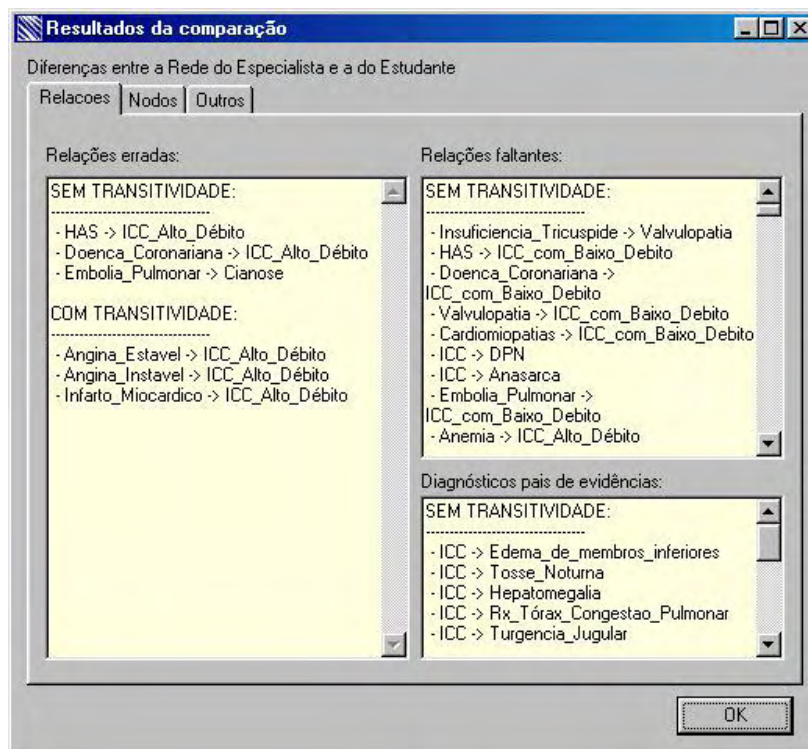 Resultados da comparação
Diferenças entre a Rede do Especialista e a do Estudante
Relacoes Nodos Outros
Relações erradas:
SEM TRANSITIVIDADE:
--------------------------------
- HAS -> ICC_Alto_Débito
- Doenca_Coronariana -> ICC_Alto_Débito
- Embolia_Pulmonar -> Cianose
COM TRANSITIVIDADE:
--------------------------------
- Angina_Estavel -> ICC_Alto_Débito
- Angina_Instavel -> ICC_Alto_Débito
- Infarto_Miocardico -> ICC_Alto_Débito
Relações faltantes:
SEM TRANSITIVIDADE:
--------------------------------
- Insuficiencia_Tricuspide -> Valvulopatia
- HAS -> ICC_com_Baixo_Debito
- Doenca_Coronariana ->
ICC_com_Baixo_Debito
- Valvulopatia -> ICC_com_Baixo_Debito
- Cardiomiopatias -> ICC_com_Baixo_Debito
- ICC -> DPN
- ICC -> Anasarca
- Embolia_Pulmonar ->
ICC_com_Baixo_Debito
- Anemia -> ICC_Alto_Débito
Diagnósticos pais de evidências:
SEM TRANSITIVIDADE:
--------------------------------
- ICC -> Edema_de_membros_inferiores
- ICC -> Tosse_Noturna
- ICC -> Hepatomegalia
- ICC -> Rx_Tórax_Congestao_Pulmonar
- ICC -> Turgencia_Jugular
OK